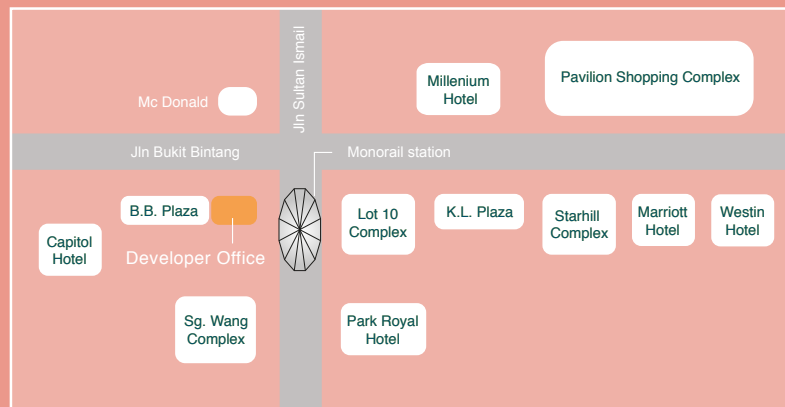 Jln Sultan Ismail
Millenium
Hotel
Pavilion Shopping Complex
Mc Donald
Jln Bukit Bintang
Monorail station
B.B. Plaza
Lot 10
Complex
K.L. Plaza
Starhill
Complex
Marriott
Hotel
Westin
Hotel
Capitol
Hotel
Developer Office
Sg. Wang
Complex
Park Royal
Hotel